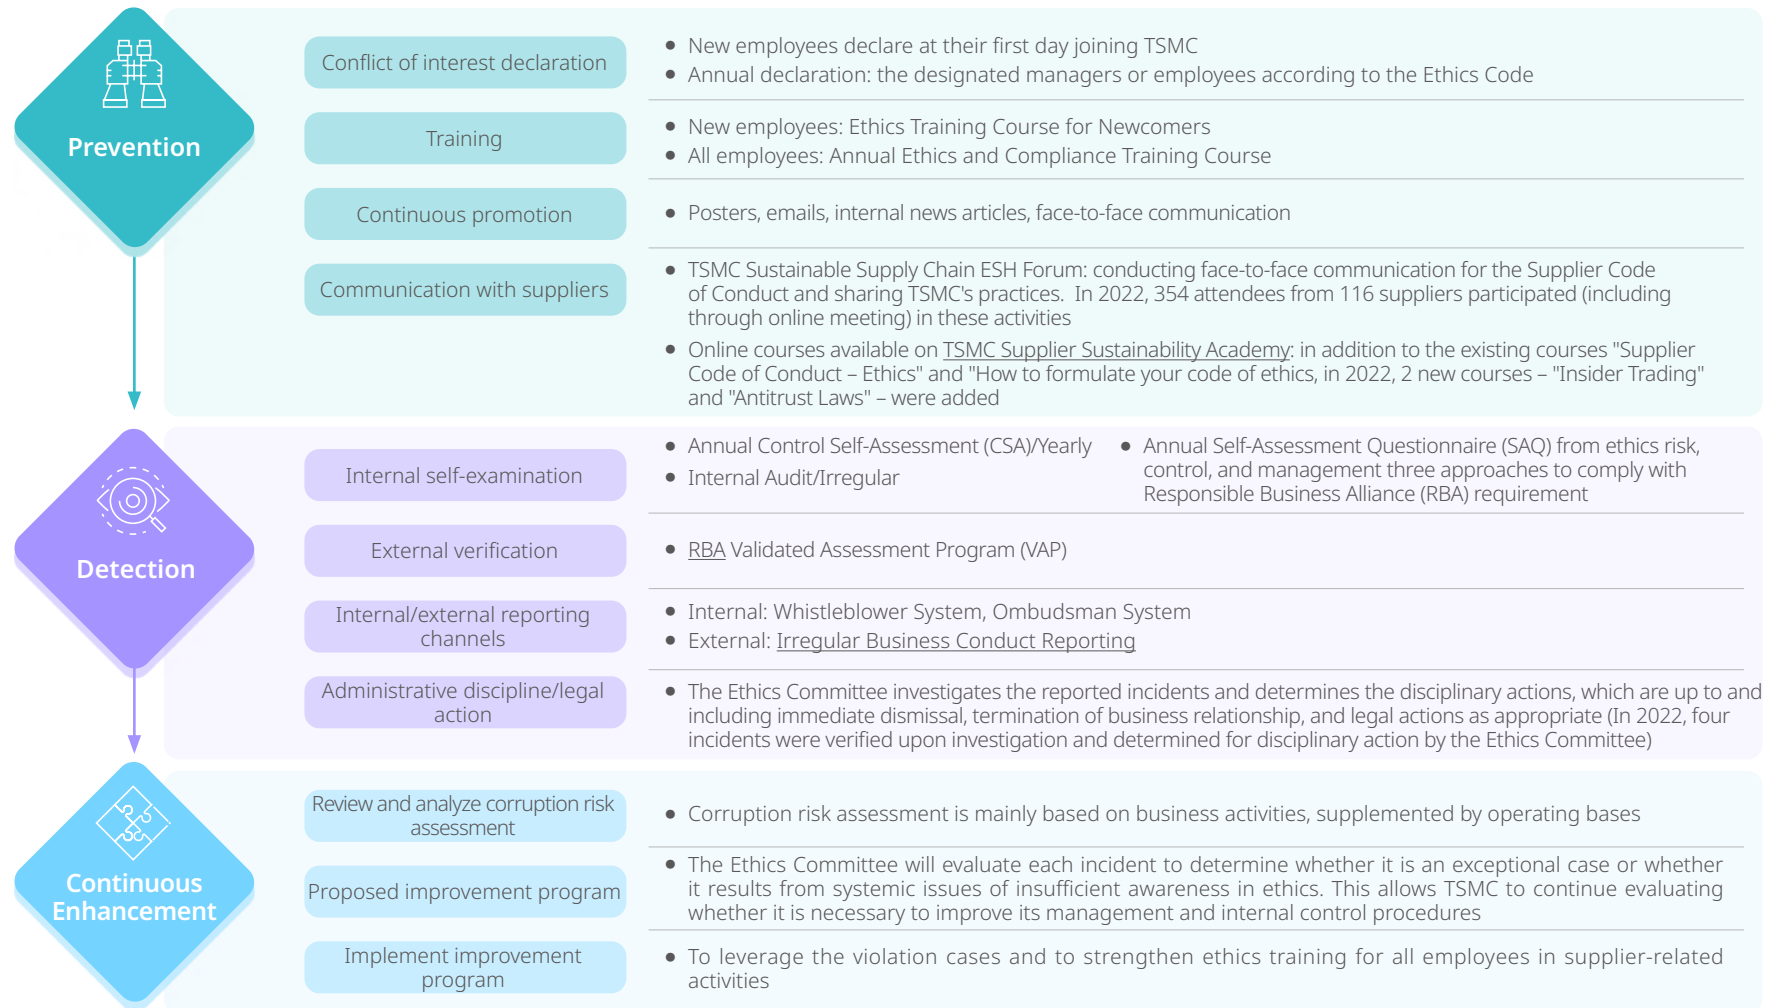 Prevention
Conflict of interest declaration
• New employees declare at their first day joining TSMC
• Annual declaration: the designated managers or employees according to the Ethics Code
Training
• New employees: Ethics Training Course for Newcomers
• All employees: Annual Ethics and Compliance Training Course
Continuous promotion
• Posters, emails, internal news articles, face-to-face communication
Communication with suppliers
• TSMC Sustainable Supply Chain ESH Forum: conducting face-to-face communication for the Supplier Code
of Conduct and sharing TSMC's practices. In 2022, 354 attendees from 116 suppliers participated (including
through online meeting) in these activities
• Online courses available on TSMC Supplier Sustainability Academy: in addition to the existing courses "Supplier
Code of Conduct – Ethics" and "How to formulate your code of ethics, in 2022, 2 new courses – "Insider Trading"
and "Antitrust Laws" – were added
Detection
Internal self-examination
• Annual Control Self-Assessment (CSA)/Yearly
• Internal Audit/Irregular
• Annual Self-Assessment Questionnaire (SAQ) from ethics risk,
control, and management three approaches to comply with
Responsible Business Alliance (RBA) requirement
External verification
• RBA Validated Assessment Program (VAP)
Internal/external reporting
channels
• Internal: Whistleblower System, Ombudsman System
• External: Irregular Business Conduct Reporting
Administrative discipline/legal
action
• The Ethics Committee investigates the reported incidents and determines the disciplinary actions, which are up to and
including immediate dismissal, termination of business relationship, and legal actions as appropriate (In 2022, four
incidents were verified upon investigation and determined for disciplinary action by the Ethics Committee)
Continuous
Enhancement
Review and analyze corruption risk
assessment
• Corruption risk assessment is mainly based on business activities, supplemented by operating bases
Proposed improvement program
• The Ethics Committee will evaluate each incident to determine whether it is an exceptional case or whether
it results from systemic issues of insufficient awareness in ethics. This allows TSMC to continue evaluating
whether it is necessary to improve its management and internal control procedures
Implement improvement
program
• To leverage the violation cases and to strengthen ethics training for all employees in supplier-related
activities